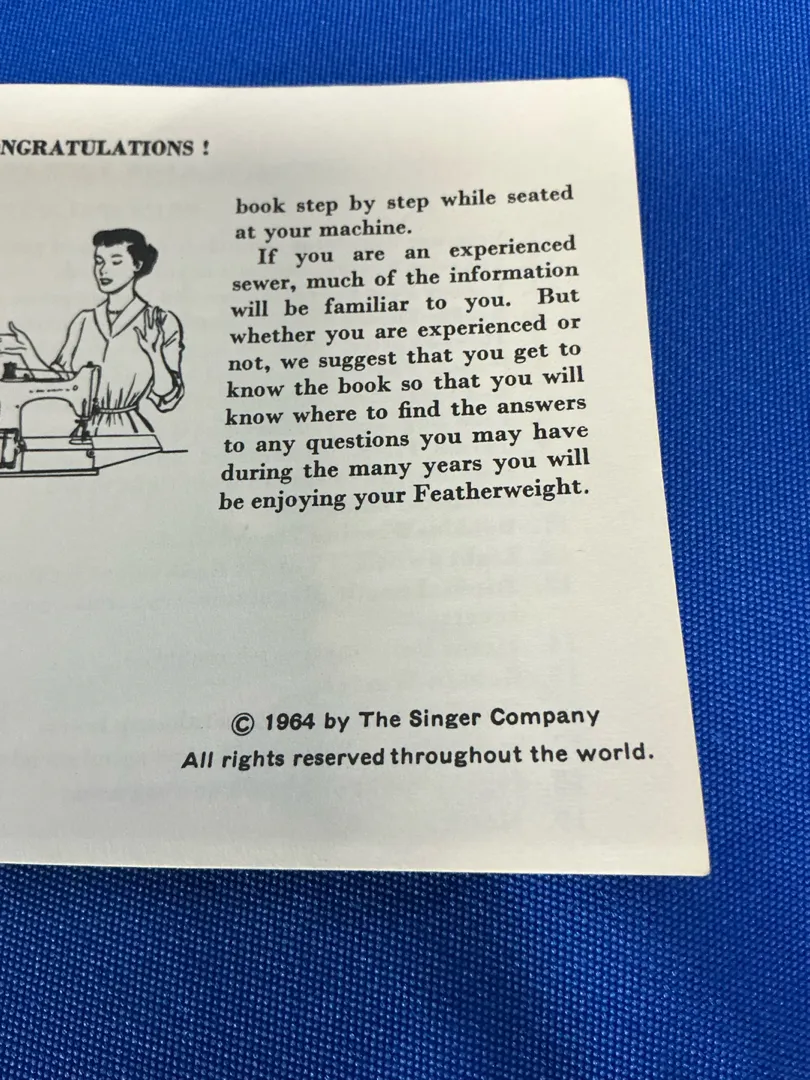 NGRATULATIONS !
book step by step while seated
at your machine.
If you are an experienced
sewer, much of the information
will be familiar to you. But
whether you are experienced or
not, we suggest that you get to
know the book so that you will
know where to find the answers
to any questions you may have
during the many years you will
be enjoying your Featherweight.
© 1964 by The Singer Company
All rights reserved throughout the world.